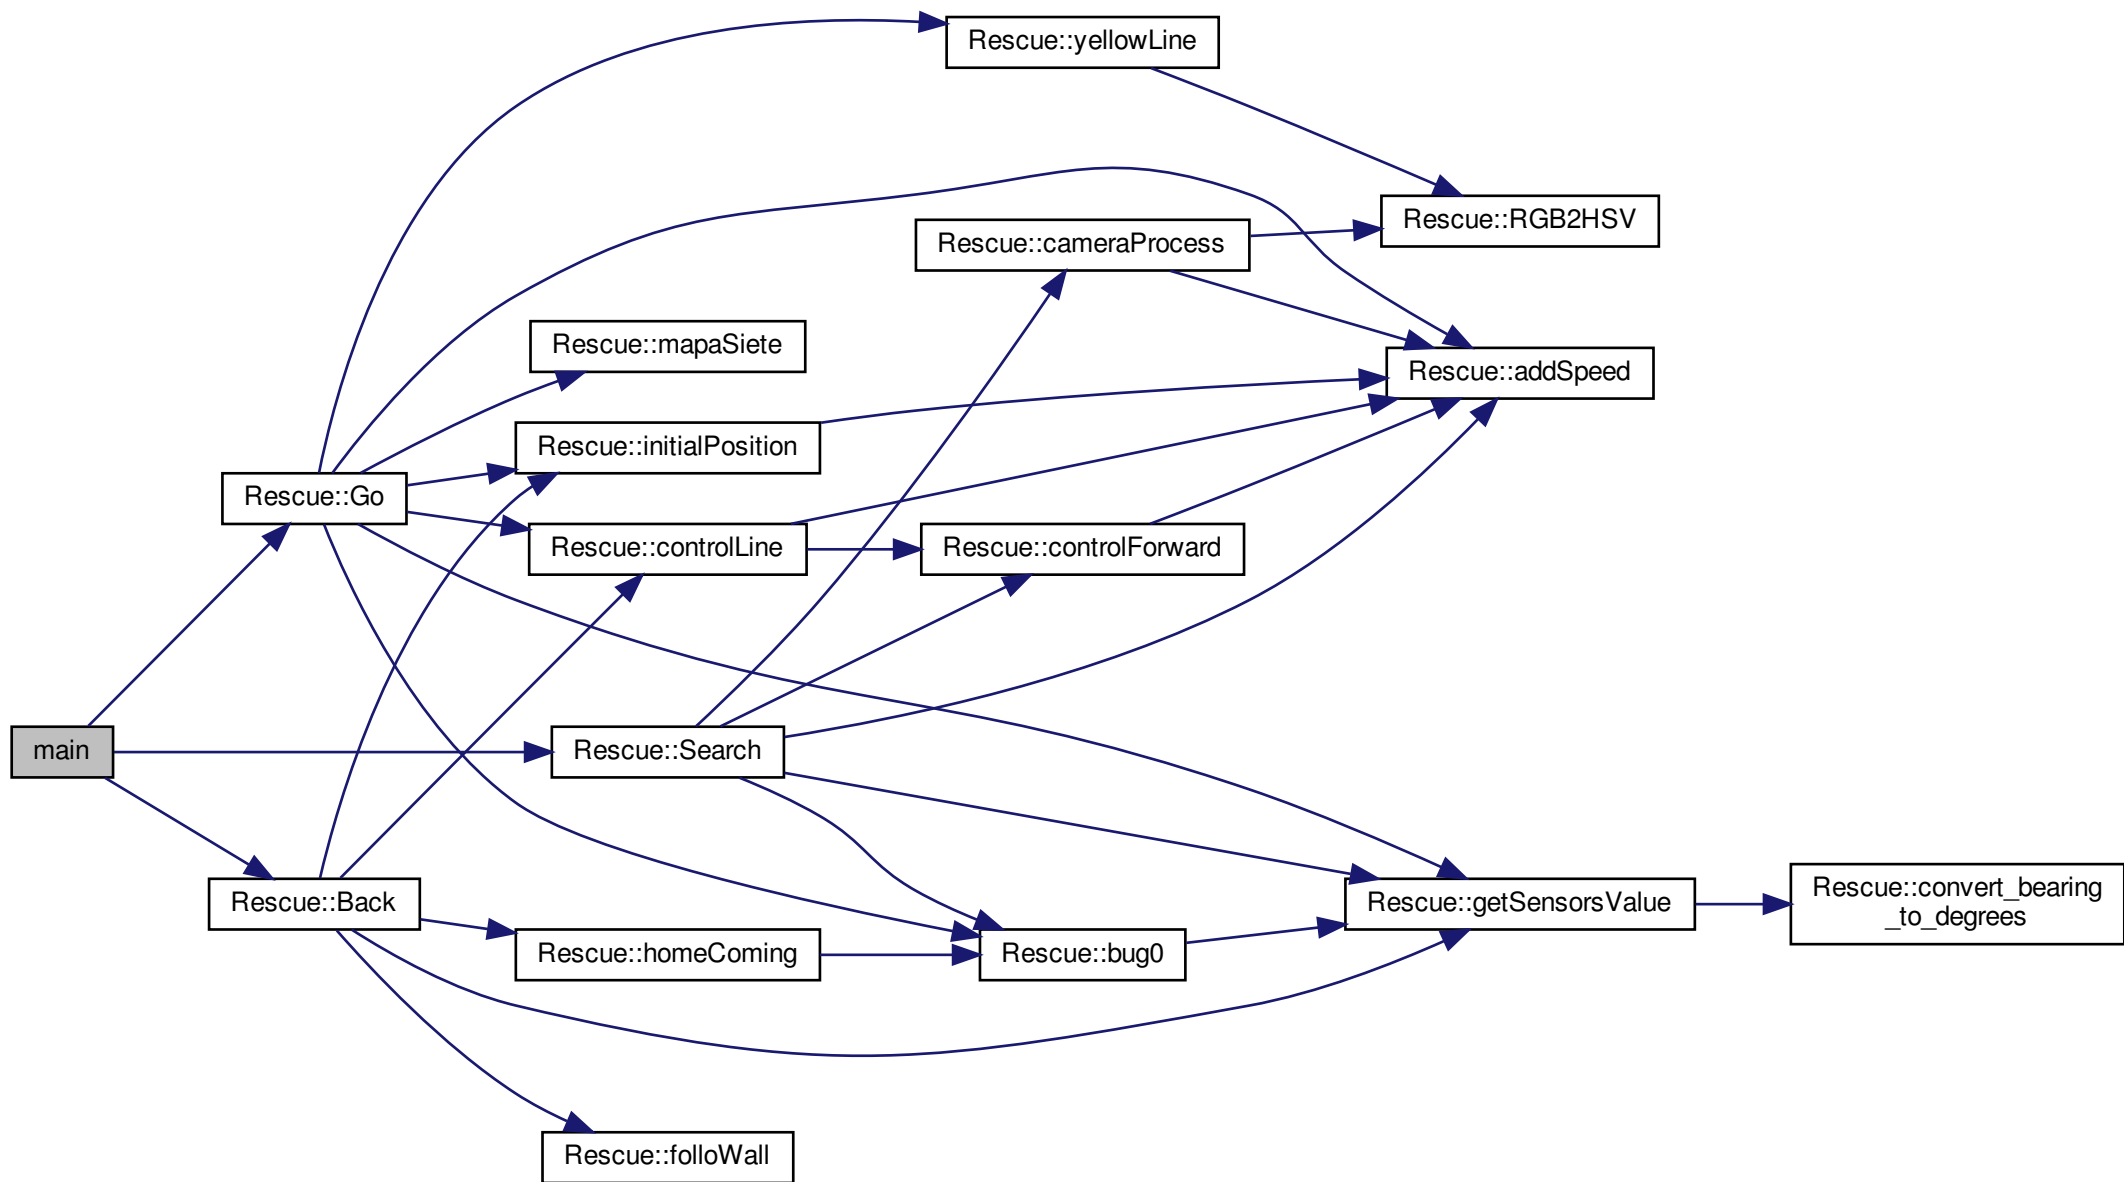 Rescue::yellowLine
Rescue::RGB2HSV
Rescue::cameraProcess
Rescue::mapaSiete
Rescue::addSpeed
Rescue::initialPosition
Rescue::Go
Rescue::controlLine
Rescue::controlForward
main
Rescue::Search
Rescue::Back
Rescue::getSensorsValue
Rescue::convert_bearing
_to_degrees
Rescue::homeComing
Rescue::bug0
Rescue::folloWall